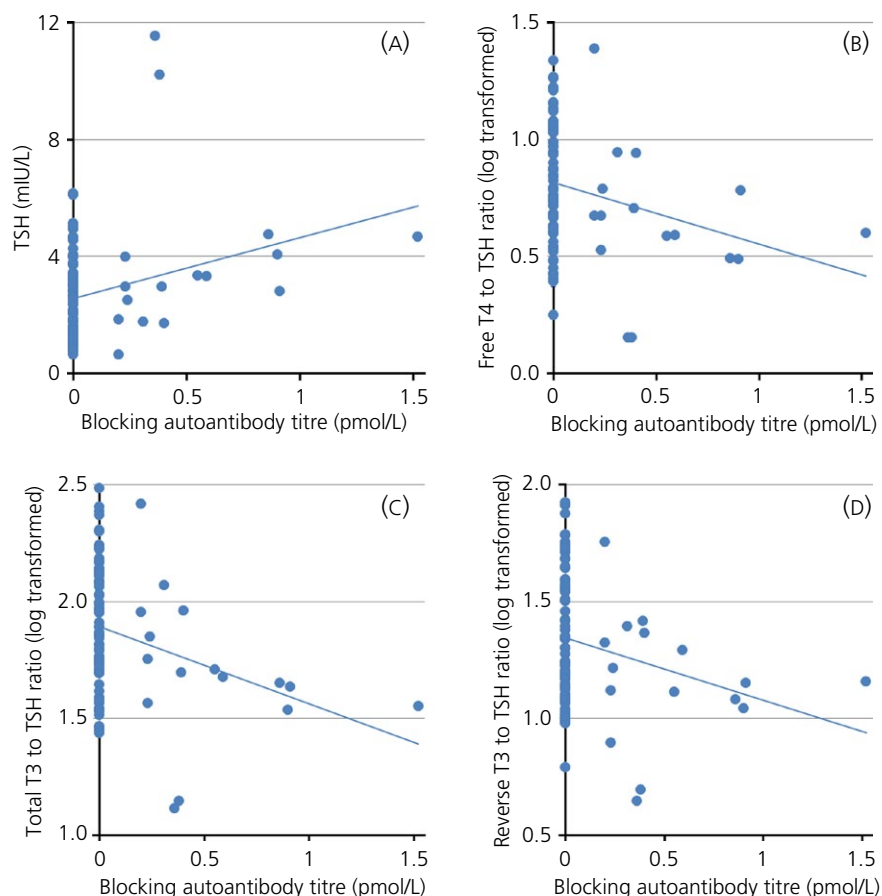 (A)
TSH (mIU/L)
12
8
4
0
0 0.5 1 1.5
Blocking autoantibody titre (pmol/L)
(B)
Free T4 to TSH ratio (log transformed)
1.5
1.0
0.5
0.0
0 0.5 1 1.5
Blocking autoantibody titre (pmol/L)
(C)
Total T3 to TSH ratio (log transformed)
2.5
2.0
1.5
1.0
0 0.5 1 1.5
Blocking autoantibody titre (pmol/L)
(D)
Reverse T3 to TSH ratio (log transformed)
2.0
1.5
1.0
0.5
0 0.5 1 1.5
Blocking autoantibody titre (pmol/L)